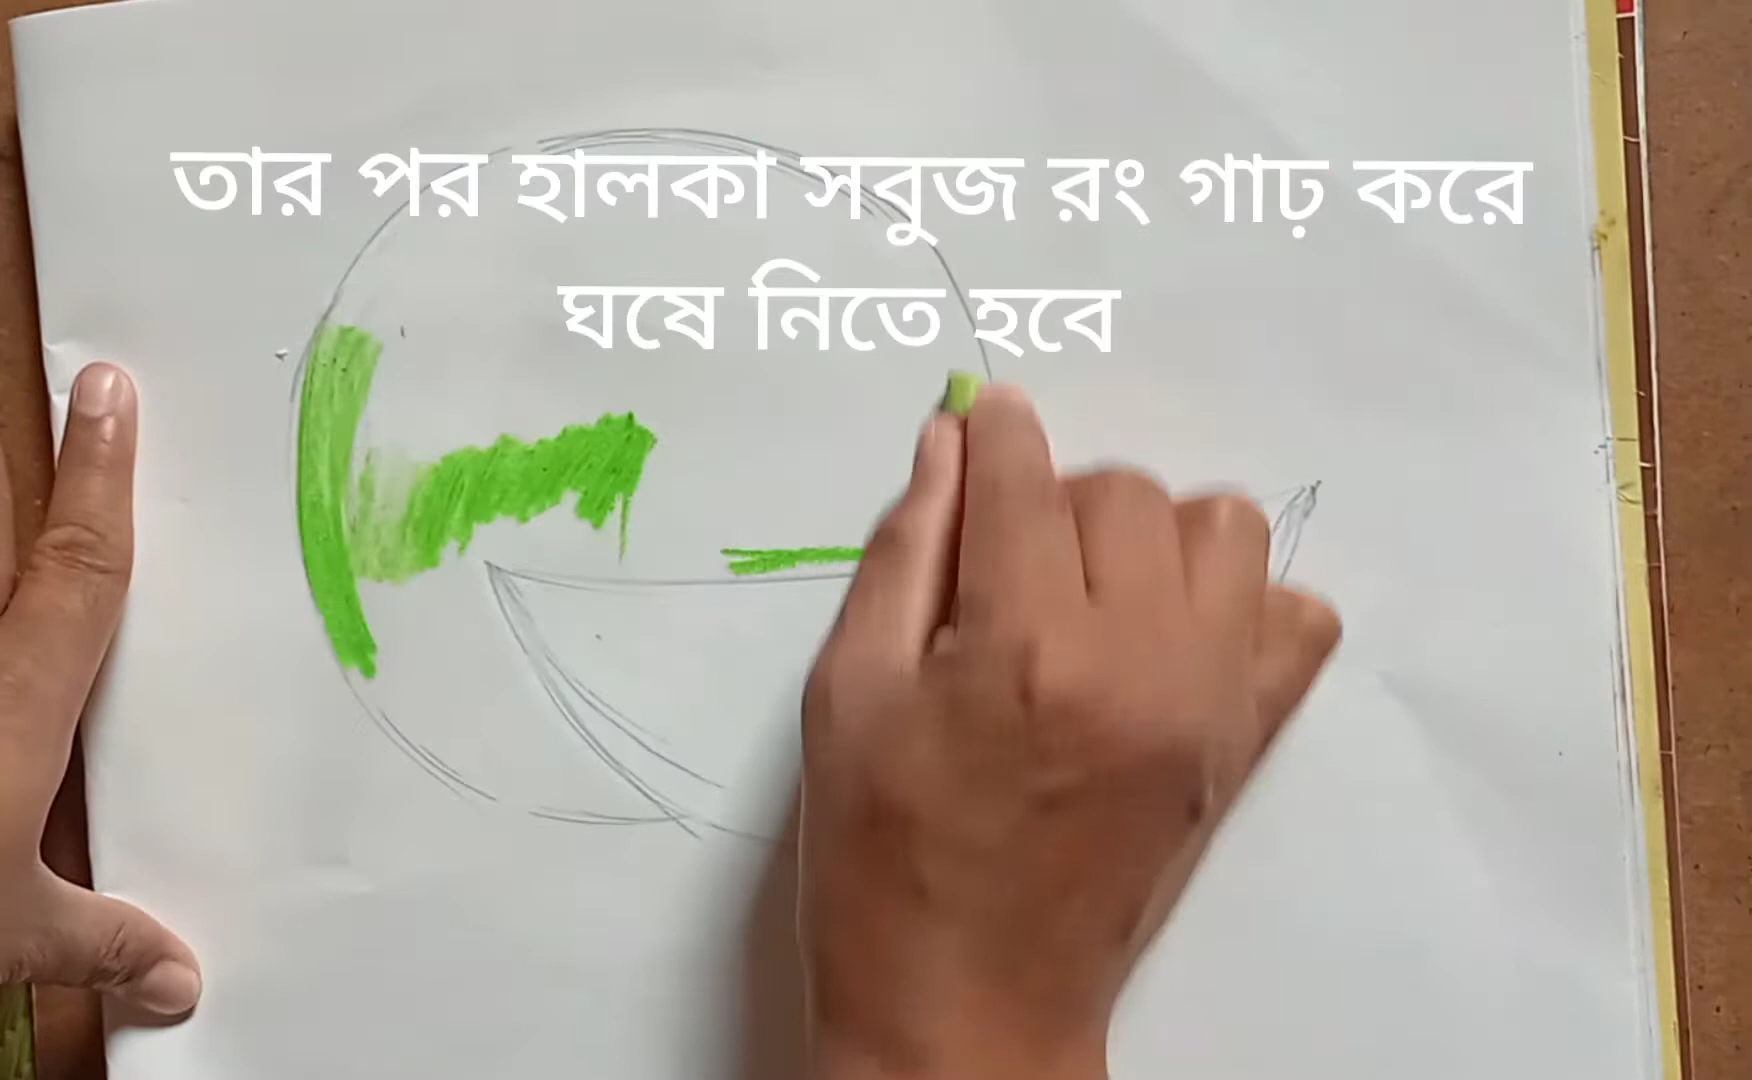 তার পর হালকা সবুজ রং গাঢ় করে
ঘষে নিতে হবে